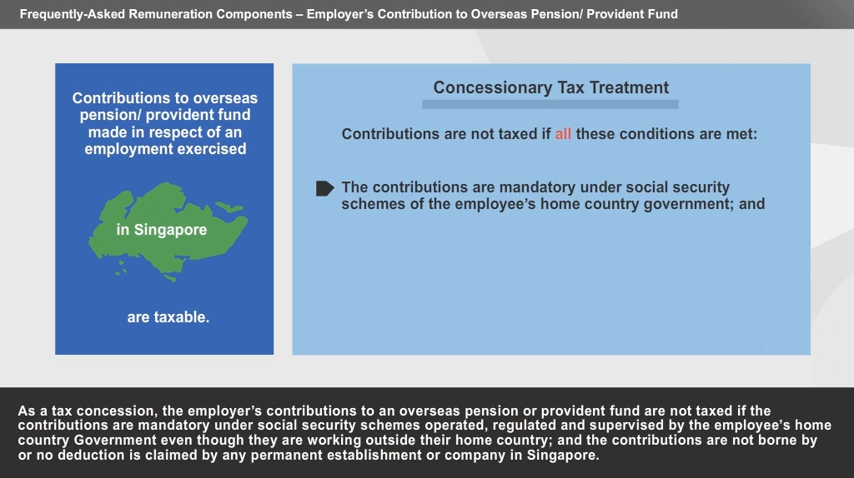 Frequently-Asked Remuneration Components – Employer’s Contribution to Overseas Pension/ Provident Fund
Contributions to overseas
pension/ provident fund
made in respect of an
employment exercised
in Singapore
are taxable.
Concessionary Tax Treatment
Contributions are not taxed if all these conditions are met:
The contributions are mandatory under social security
schemes of the employee’s home country government; and
As a tax concession, the employer’s contributions to an overseas pension or provident fund are not taxed if the
contributions are mandatory under social security schemes operated, regulated and supervised by the employee’s home
country Government even though they are working outside their home country; and the contributions are not borne by
or no deduction is claimed by any permanent establishment or company in Singapore.